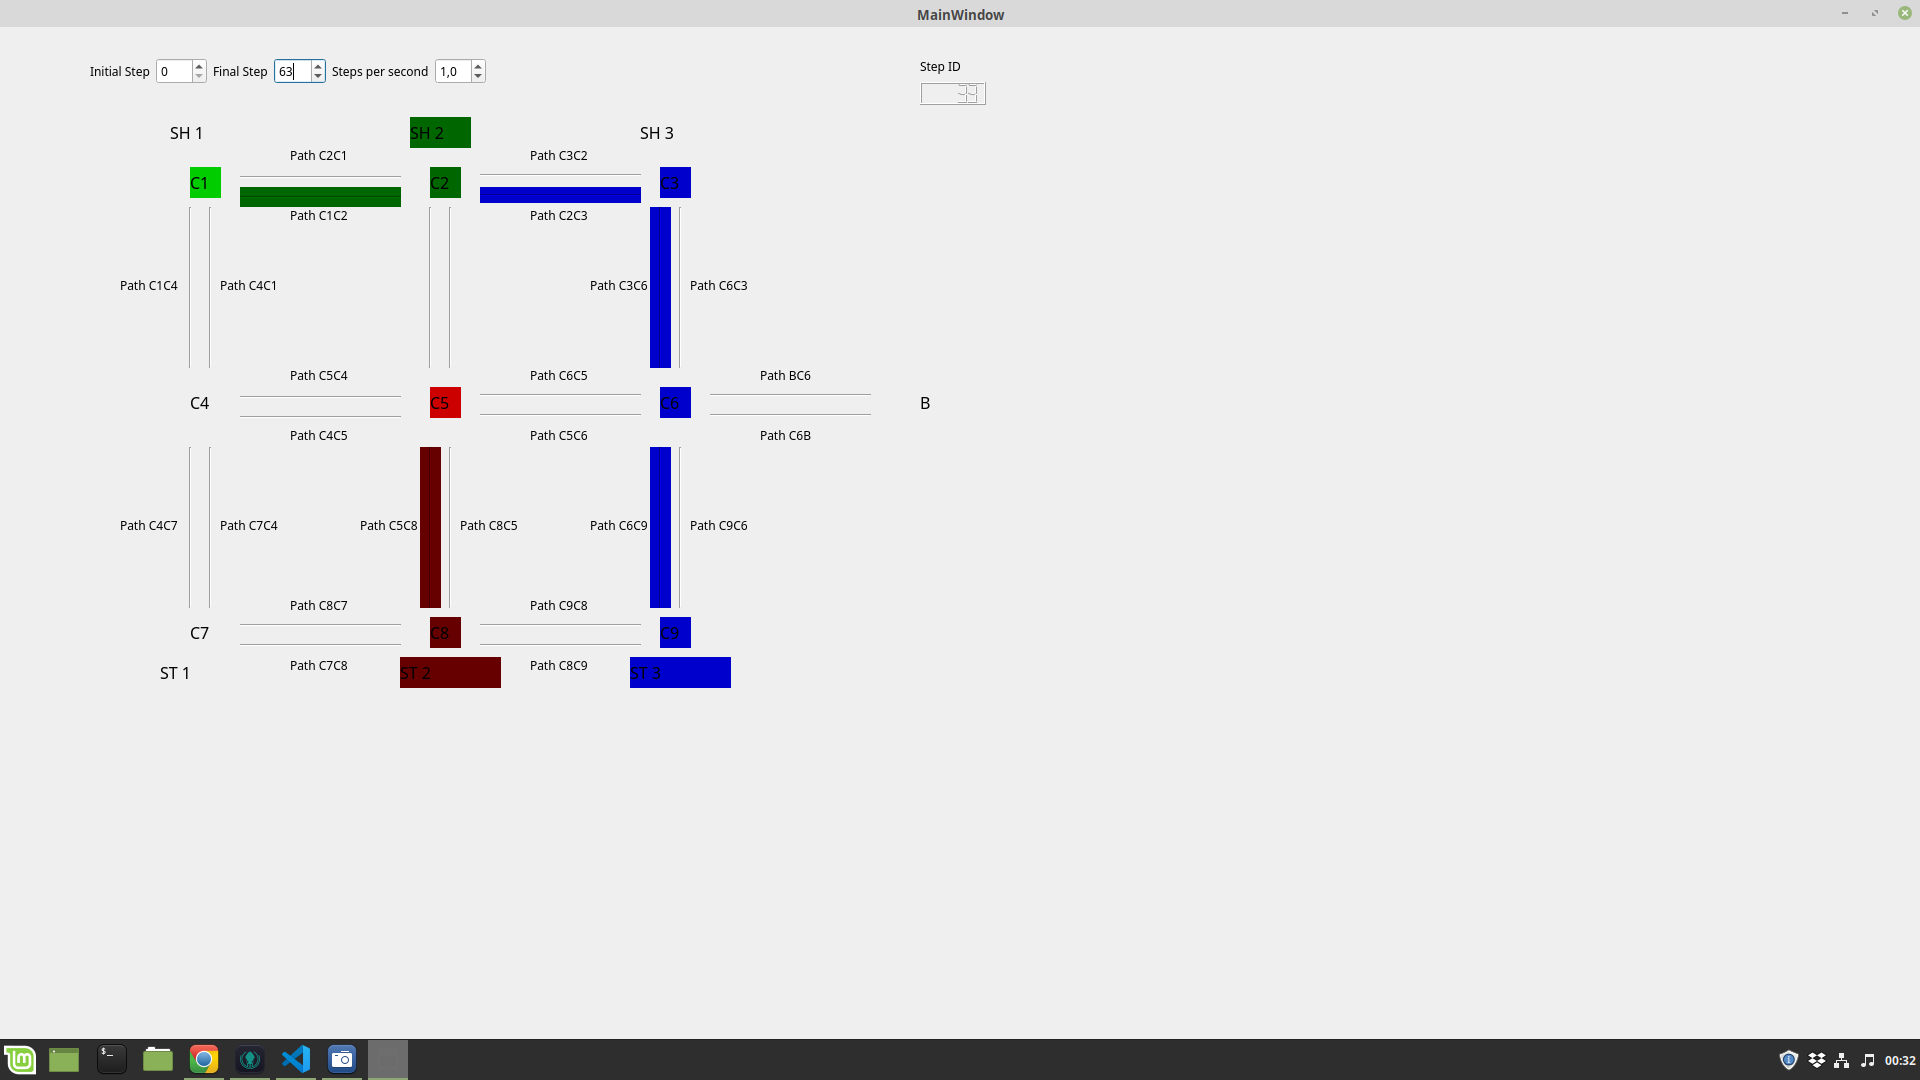 MainWindow
Initial Step 0 Final Step 63 Steps per second 1,0
Step ID
39
SH 1 SH 2 SH 3
Path C2C1 Path C3C2
C1 C2 C3
Path C1C2 Path C2C3
Path C1C4 Path C4C1 Path C3C6 Path C6C3
Path C5C4 Path C6C5 Path BC6
C4 C5 C6 B
Path C4C5 Path C5C6 Path C6B
Path C4C7 Path C7C4 Path C5C8 Path C8C5 Path C6C9 Path C9C6
Path C8C7 Path C9C8
C7 C8 C9
Path C7C8 Path C8C9
ST 1 ST 2 ST 3
00:32